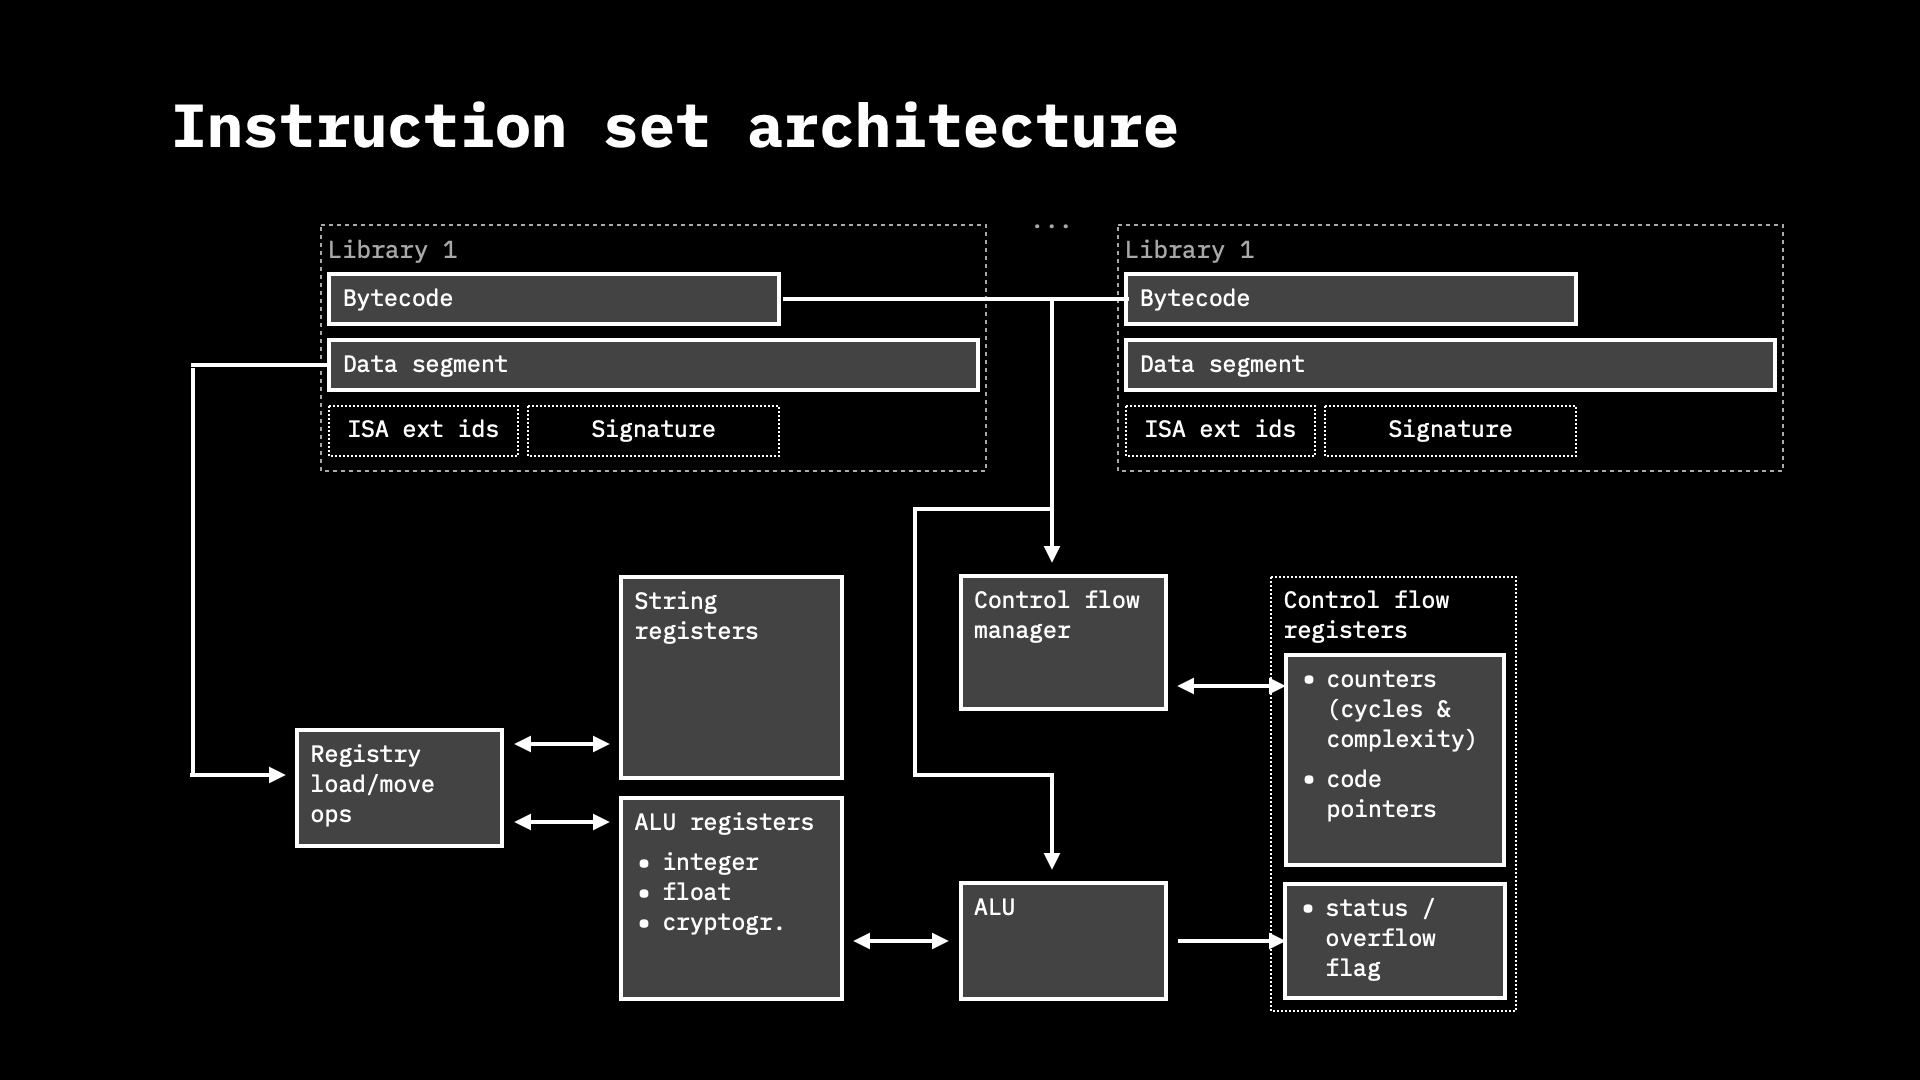 Instruction set architecture
...
Library 1
Bytecode
Data segment
ISA ext ids
Signature
Library 1
Bytecode
Data segment
ISA ext ids
Signature
String
registers
Control flow
manager
Control flow
registers
• counters
(cycles &
complexity)
• code
pointers
Registry
load/move
ops
ALU registers
• integer
• float
• cryptogr.
ALU
• status /
overflow
flag